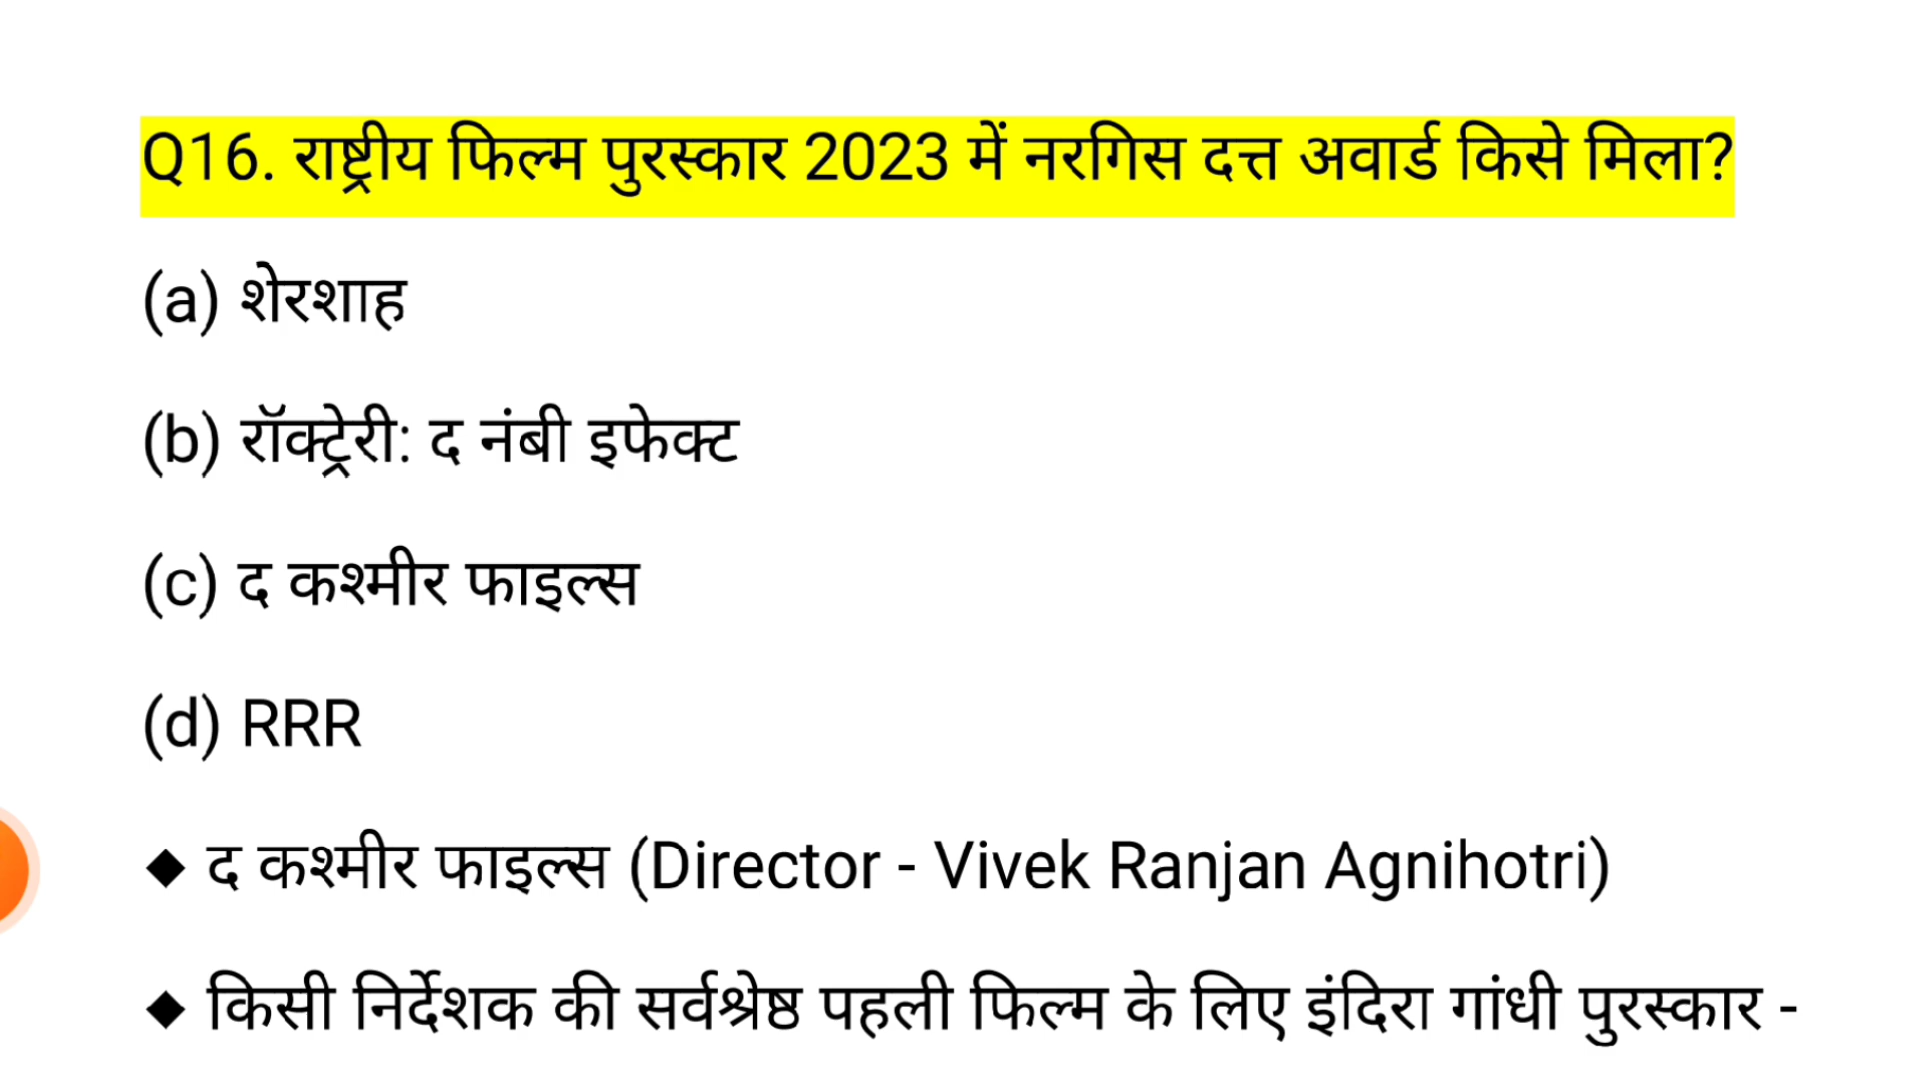 Q16. राष्ट्रीय फिल्म पुरस्कार 2023 में नरगिस दत्त अवार्ड किसे मिला?
(a) शेरशाह
(b) रॉक्ट्रेरी: द नंबी इफेक्ट
(c) द कश्मीर फाइल्स
(d) RRR
◆ द कश्मीर फाइल्स (Director - Vivek Ranjan Agnihotri)
◆ किसी निर्देशक की सर्वश्रेष्ठ पहली फिल्म के लिए इंदिरा गांधी पुरस्कार -